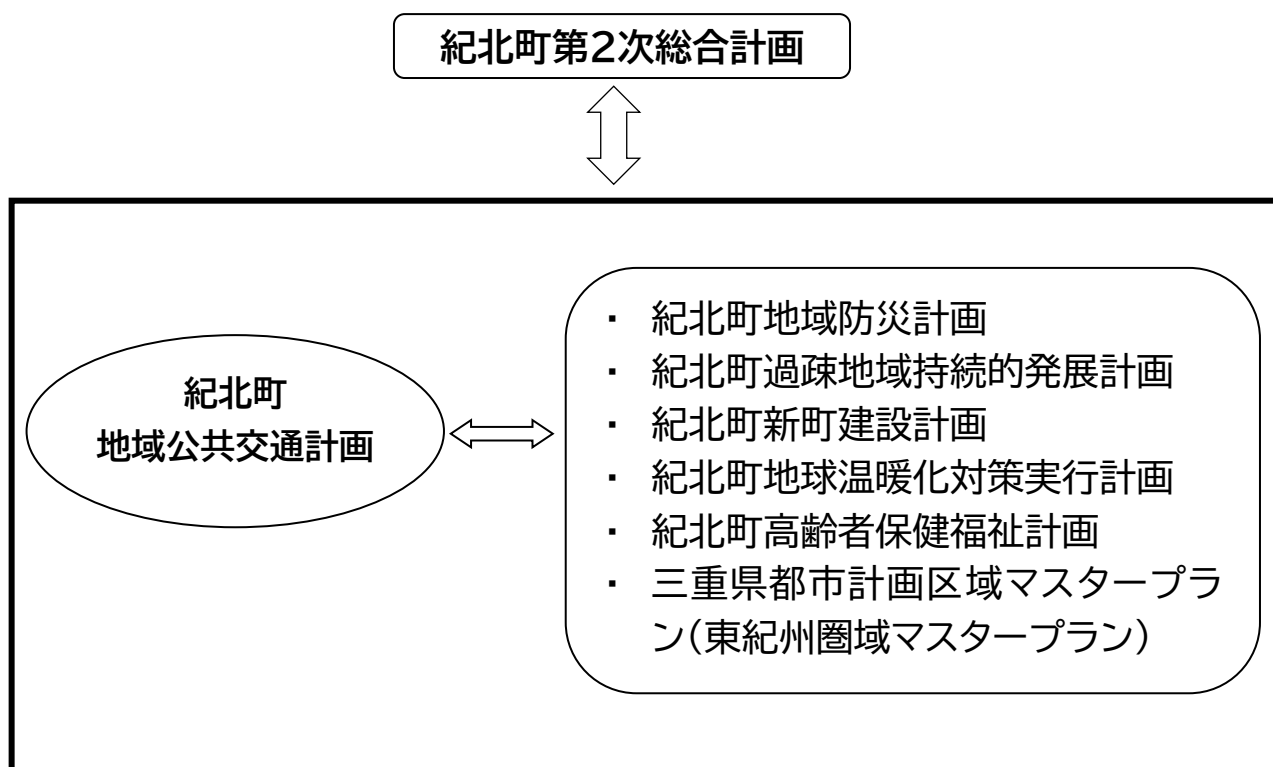 紀北町第2次総合計画
紀北町
地域公共交通計画
・ 紀北町地域防災計画
・ 紀北町過疎地域持続的発展計画
・ 紀北町新町建設計画
・ 紀北町地球温暖化対策実行計画
・ 紀北町高齢者保健福祉計画
・ 三重県都市計画区域マスタープラ
ン(東紀州圏域マスタープラン)